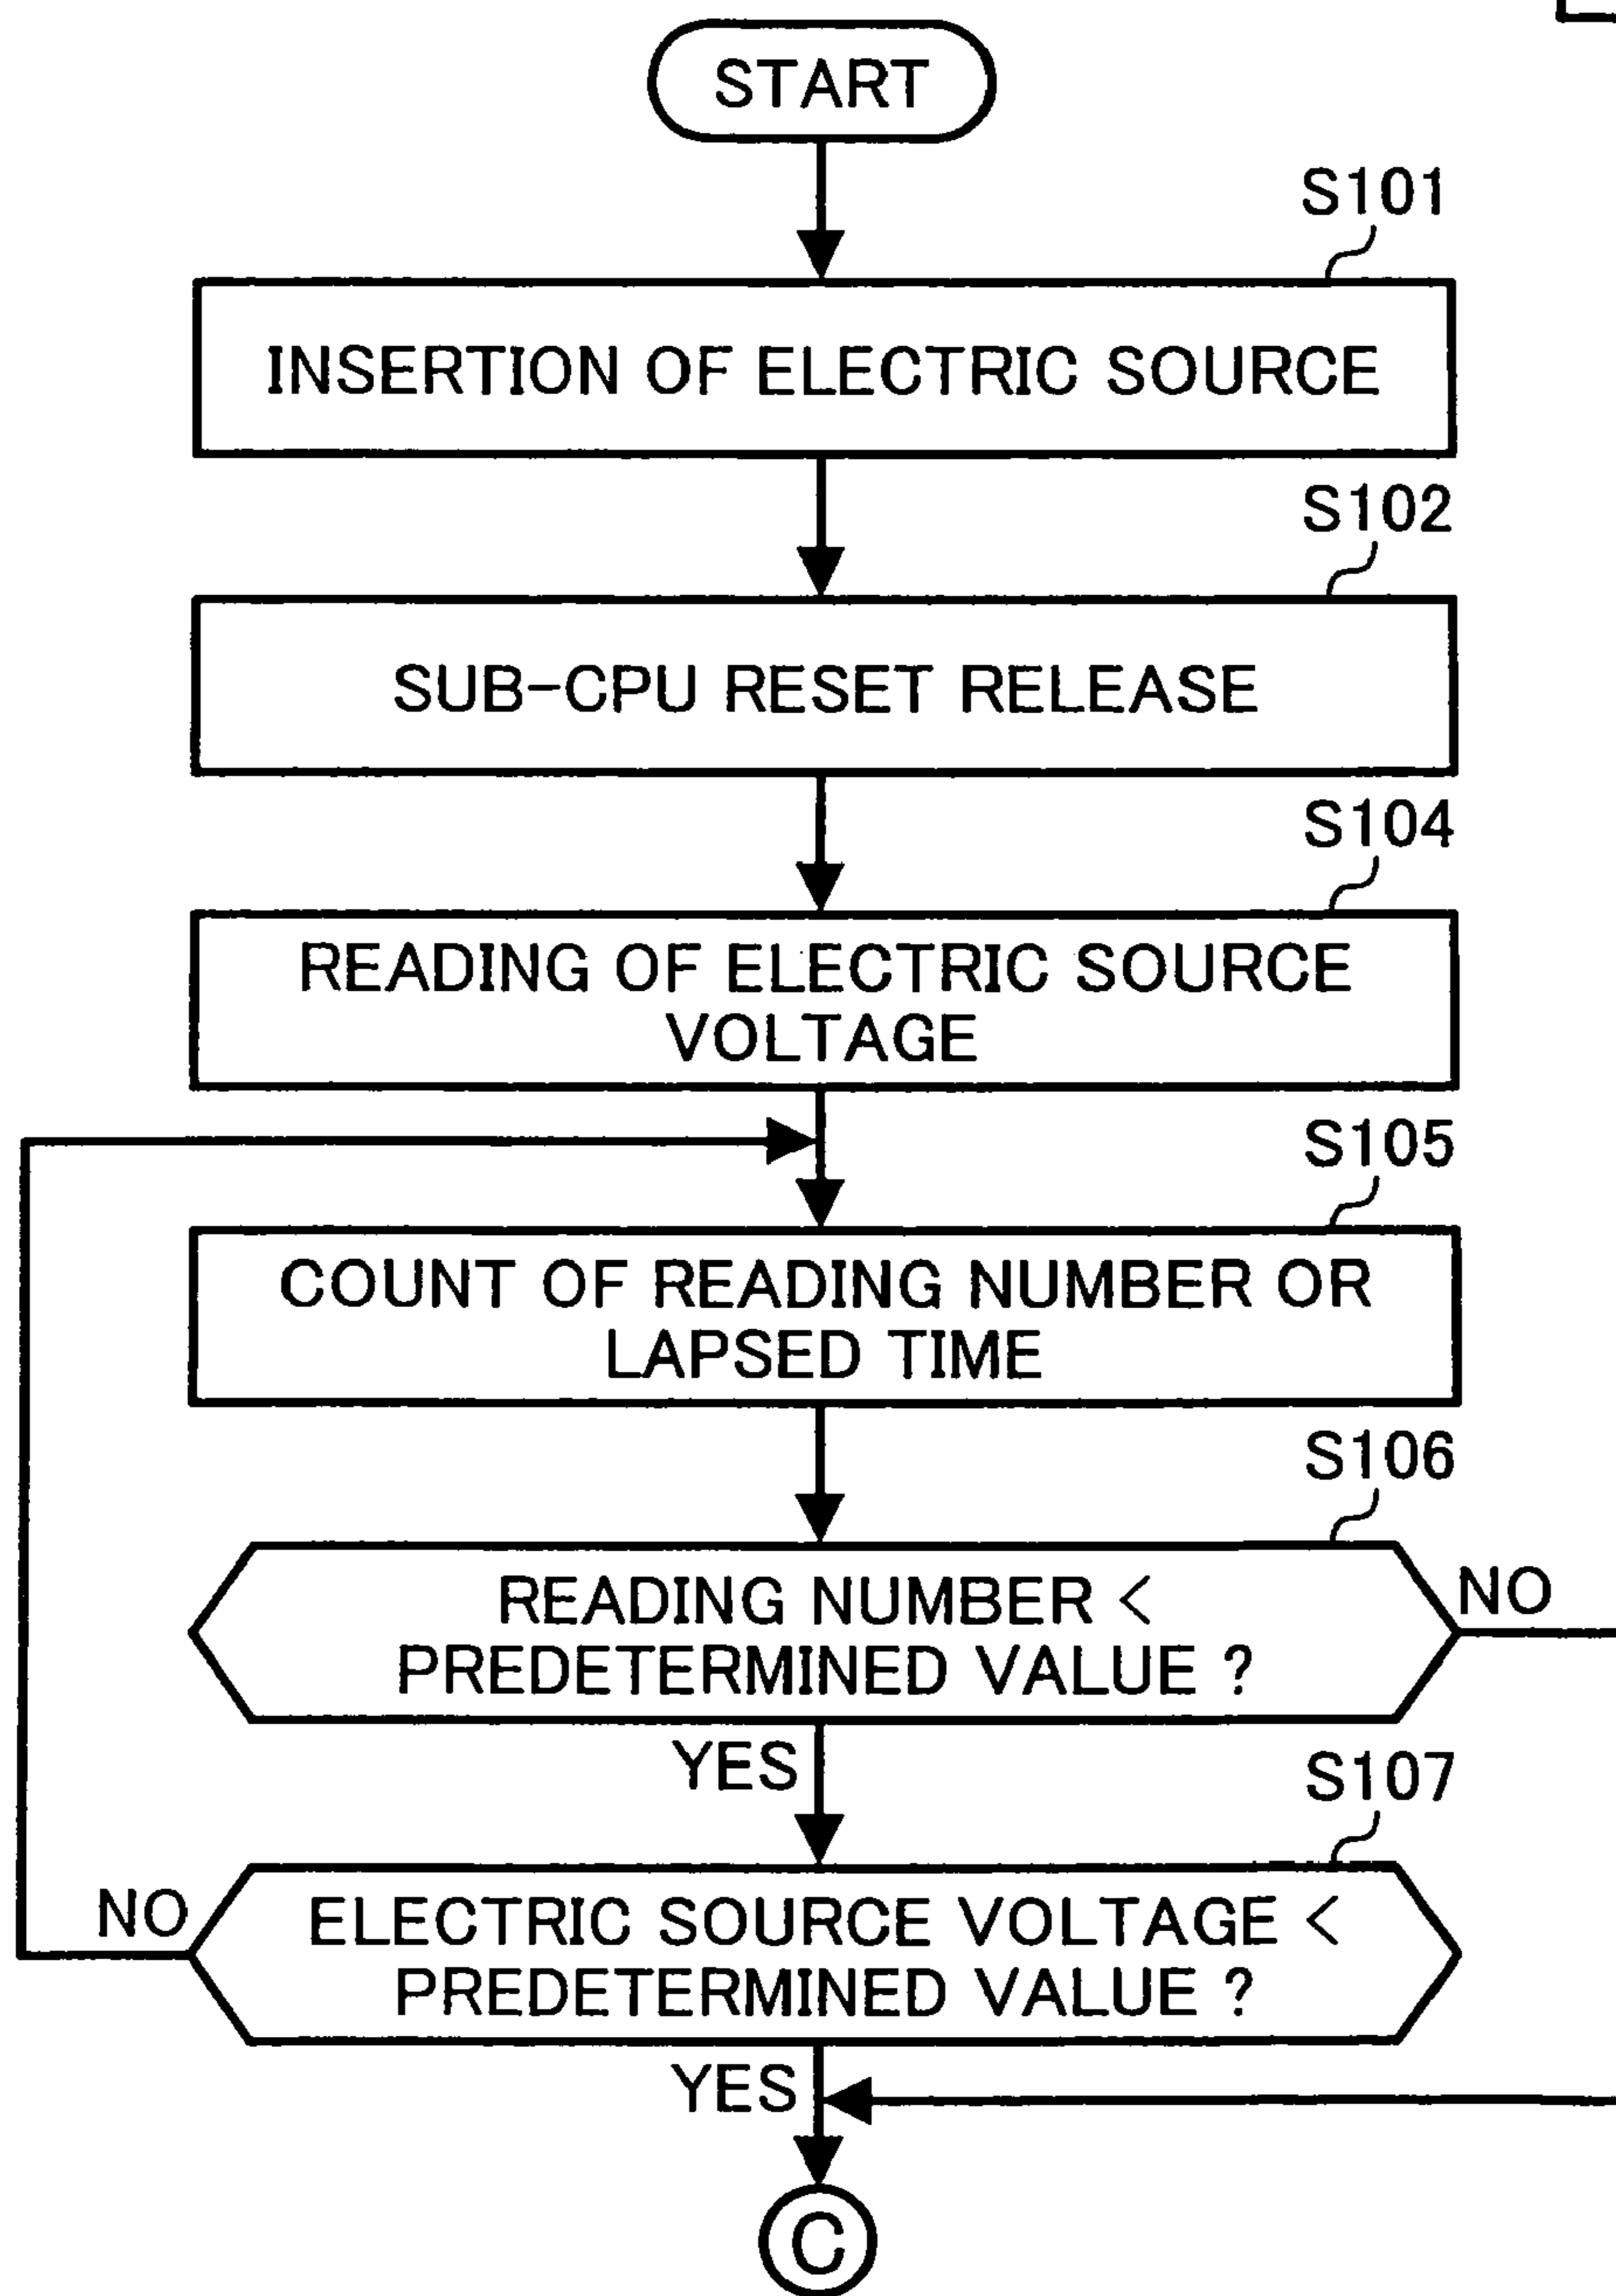 START
S101
INSERTION OF ELECTRIC SOURCE
S102
SUB-CPU RESET RELEASE
S104
READING OF ELECTRIC SOURCE
VOLTAGE
S105
COUNT OF READING NUMBER OR
LAPSED TIME
S106
READING NUMBER <
PREDETERMINED VALUE ?
NO
YES
S107
NO
ELECTRIC SOURCE VOLTAGE <
PREDETERMINED VALUE ?
YES
C